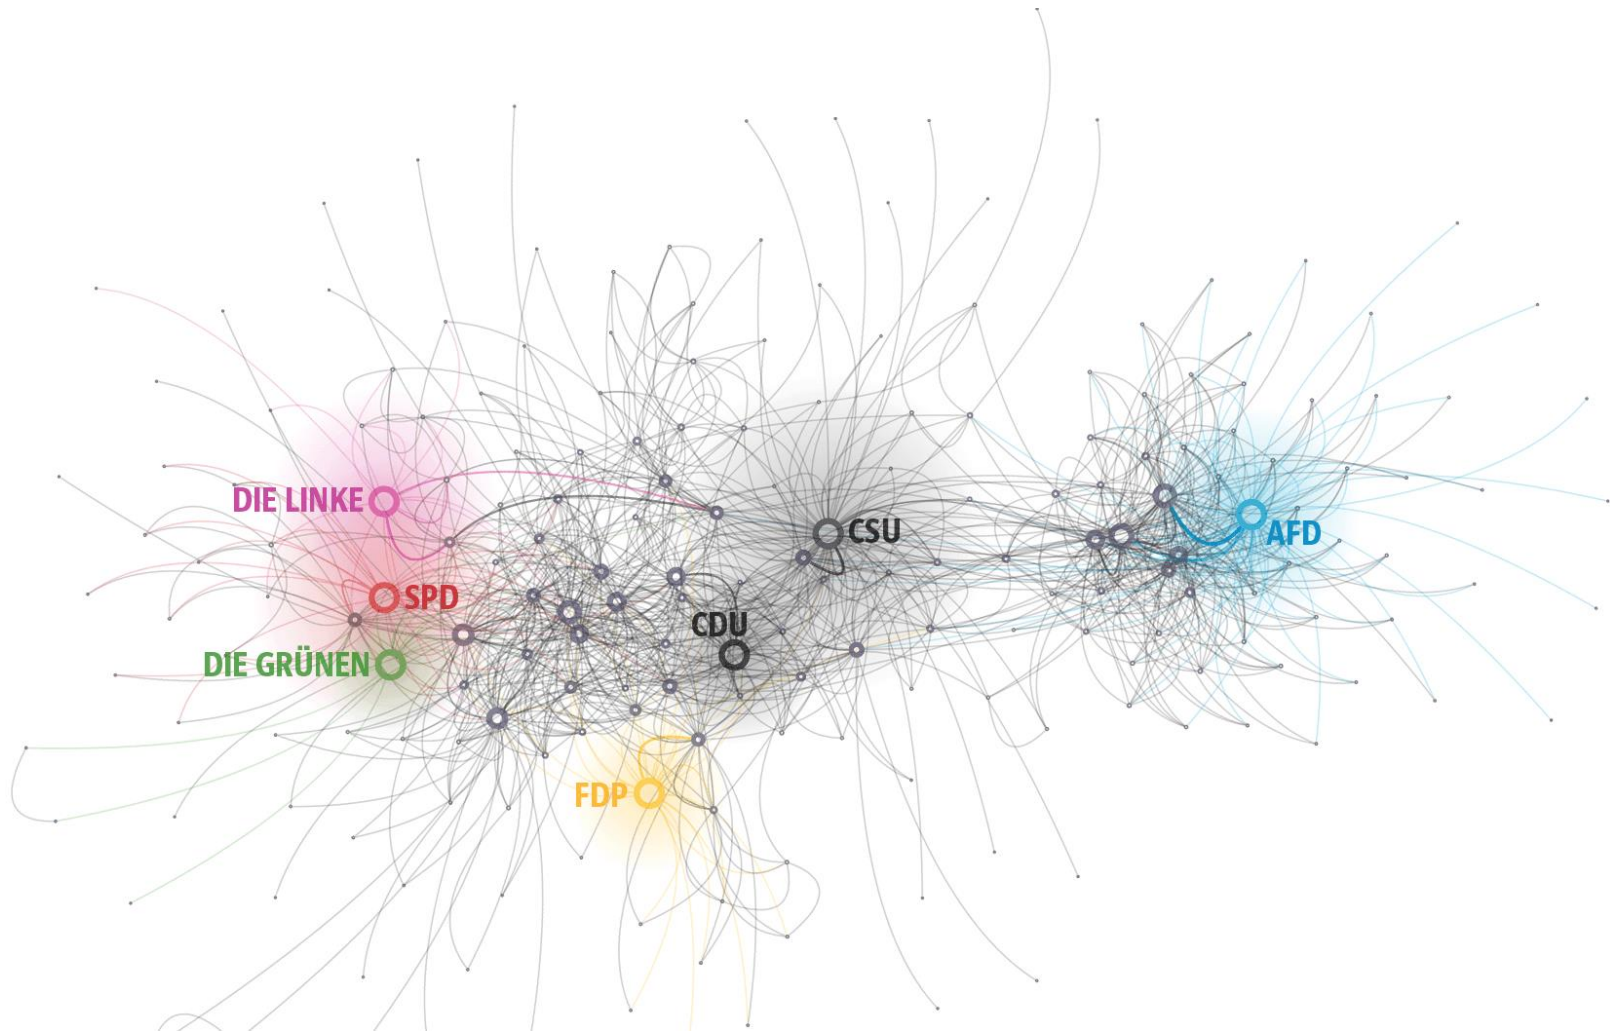 DIE LINKE
CSU
AFD
SPD
CDU
DIE GRÜNEN
FDP